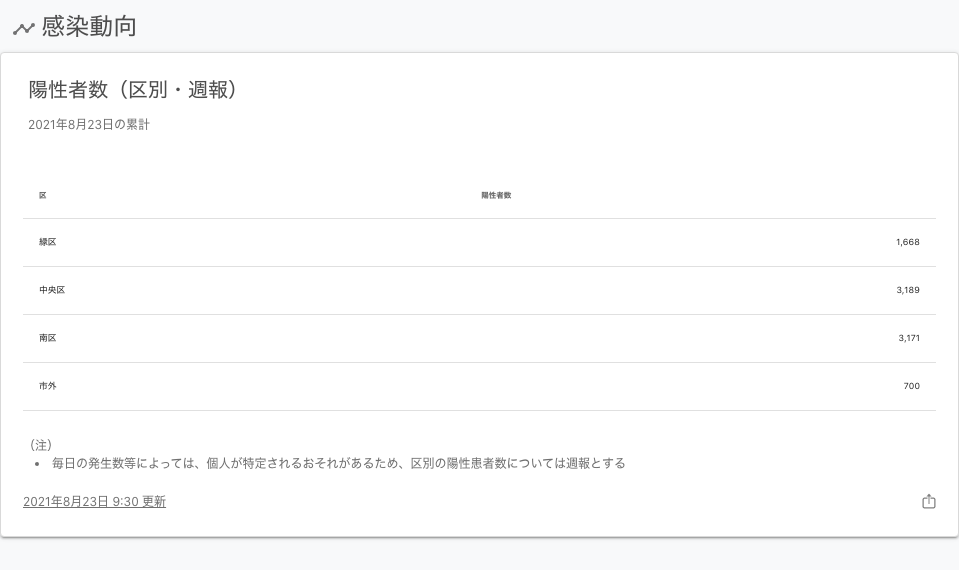 感染動向
陽性者数（区別・週報）
2021年8月23日の累計
区 陽性者数
緑区 1,668
中央区 3,189
南区 3,171
市外 700
（注）
• 毎日の発生数等によっては、個人が特定されるおそれがあるため、区別の陽性患者数については週報とする
2021年8月23日 9:30 更新